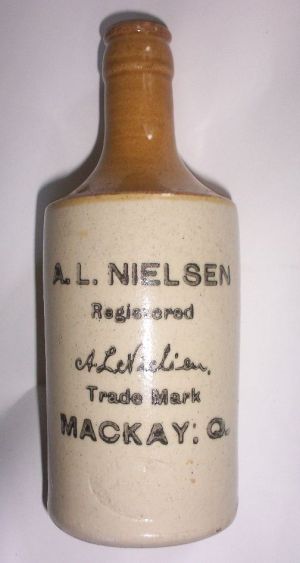 A. L. NIELSEN
Registered
A. L. Nielsen.
Trade Mark
MACKAY. Q.